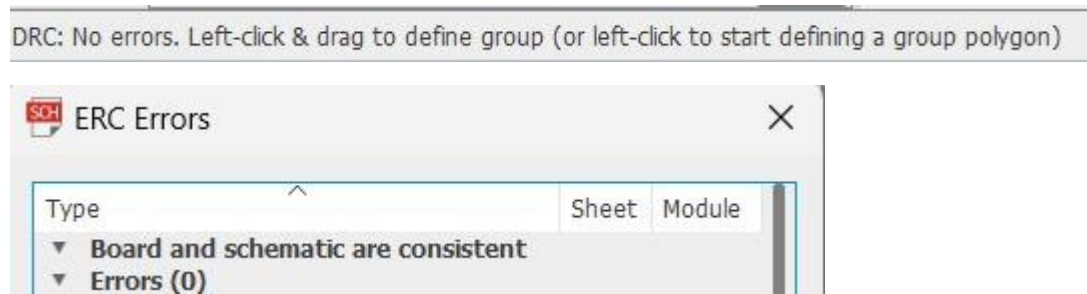 DRC: No errors. Left-click & drag to define group (or left-click to start defining a group polygon)
SCH ERC Errors
Type Sheet Module
Board and schematic are consistent
Errors (0)